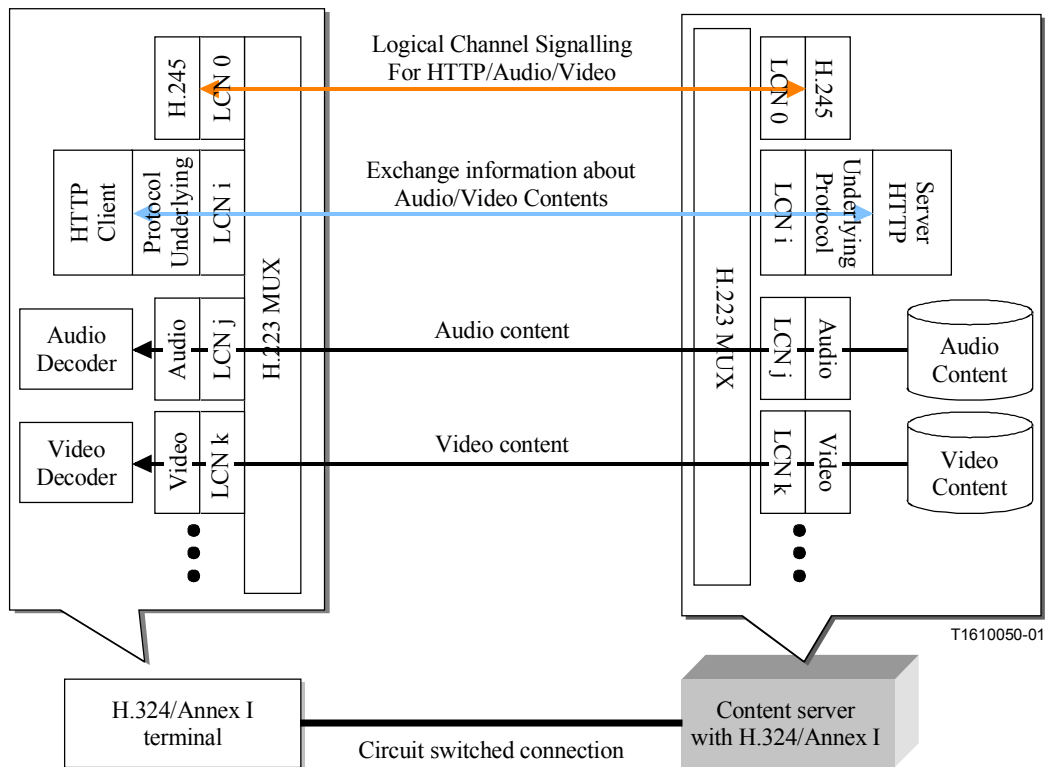 Logical Channel Signalling
For HTTP/Audio/Video
H.245
LCN 0
LCN 0
H.245
Exchange information about
Audio/Video Contents
HTTP
Client
Protocol
Underlying
LCN i
LCN i
Underlying
Protocol
Server
HTTP
H.223 MUX
H.223 MUX
Audio
Decoder
Audio
LCN j
Audio content
LCN j
Audio
Audio
Content
Video
Decoder
Video
LCN k
Video content
LCN k
Video
Video
Content
T1610050-01
H.324/Annex I
terminal
Circuit switched connection
Content server
with H.324/Annex I